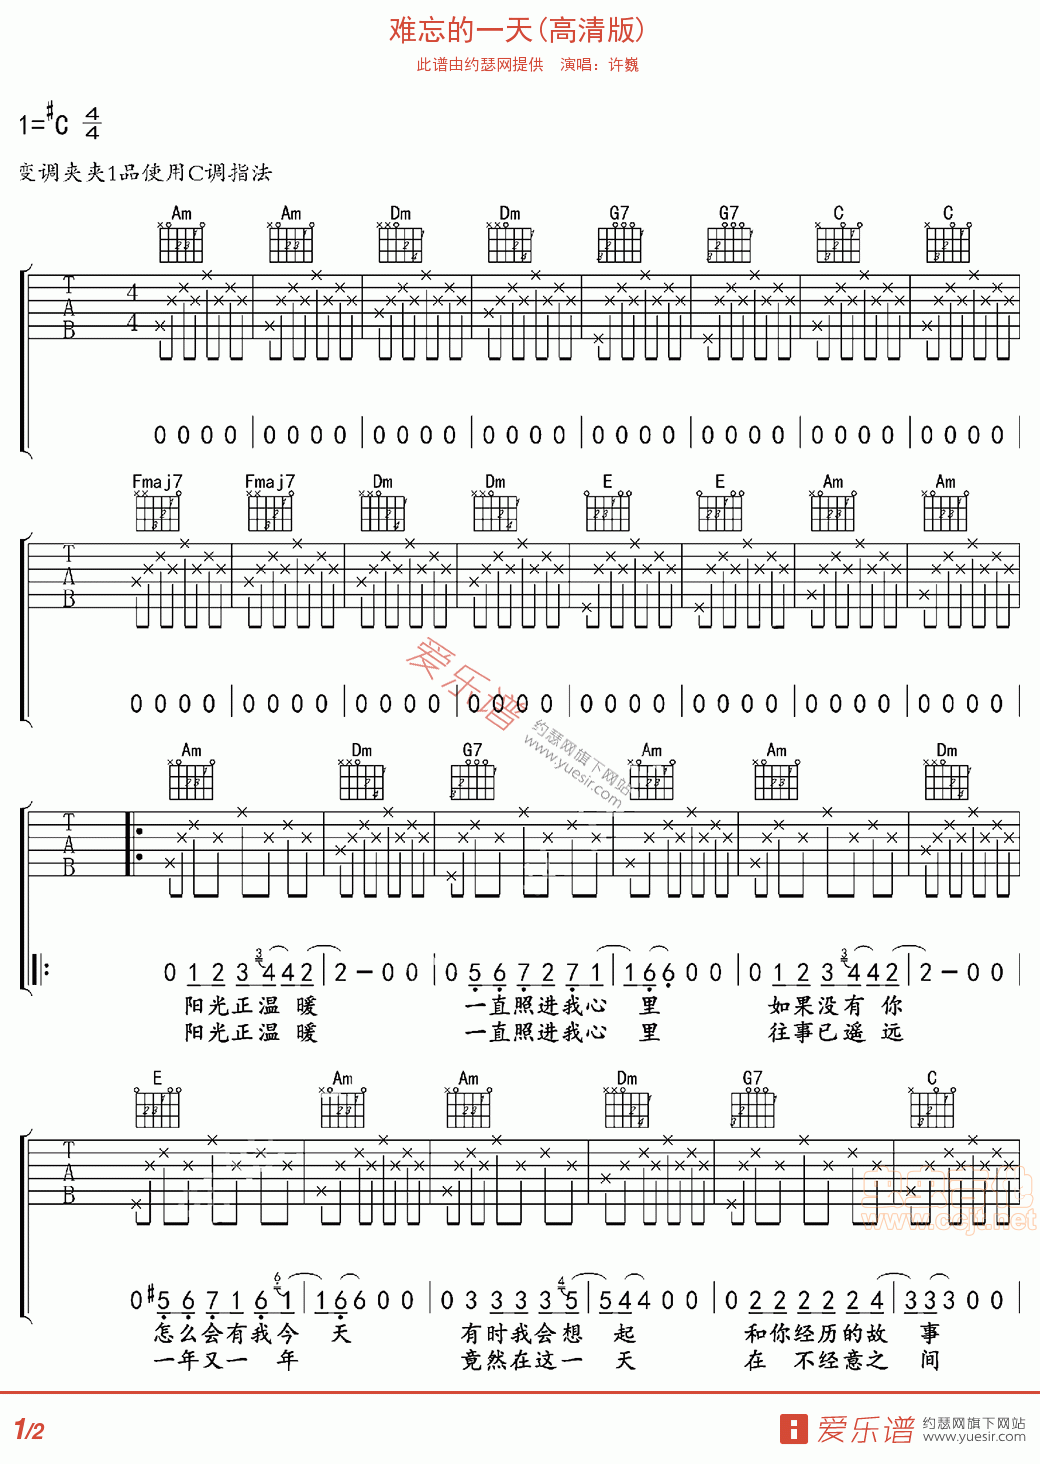 难忘的一天(高清版)
此谱由约瑟网提供 演唱：许巍
1=#C 4/4
变调夹夹1品使用C调指法
Am Am Dm Dm G7 G7 C C
T A B 4 4
0 0 0 0 | 0 0 0 0 | 0 0 0 0 | 0 0 0 0 | 0 0 0 0 | 0 0 0 0 | 0 0 0 0 | 0 0 0 0 |
Fmaj7 Fmaj7 Dm Dm E E Am Am
T A B
0 0 0 0 | 0 0 0 0 | 0 0 0 0 | 0 0 0 0 | 0 0 0 0 | 0 0 0 0 | 0 0 0 0 | 0 0 0 0 |
爱乐谱
约瑟网旗下网站
www.yuesir.com
Am Dm G7 Am Am Dm
T A B
0 1 2 3 3 4 4 2 | 2 - 0 0 | 0 5 6 7 2 7 1 | 1 6 6 0 0 | 0 1 2 3 3 4 4 2 | 2 - 0 0
阳光正温 暖 一直照进我心 里 如果没有 你
阳光正温 暖 一直照进我心 里 往事已遥 远
E Am Am Dm G7 C
T A B
0 #5 6 7 1 6 6 1 | 1 6 6 0 0 | 0 3 3 3 3 4 5 | 5 4 4 0 0 | 0 2 2 2 2 2 4 | 3 3 3 0 0
怎么会有我今 天 有时我会想 起 和你经历的故 事
一年又一 年 竟然在这一 天 在 不经意之 间
www.ccjt.net
1/2
爱乐谱 约瑟网旗下网站
www.yuesir.com